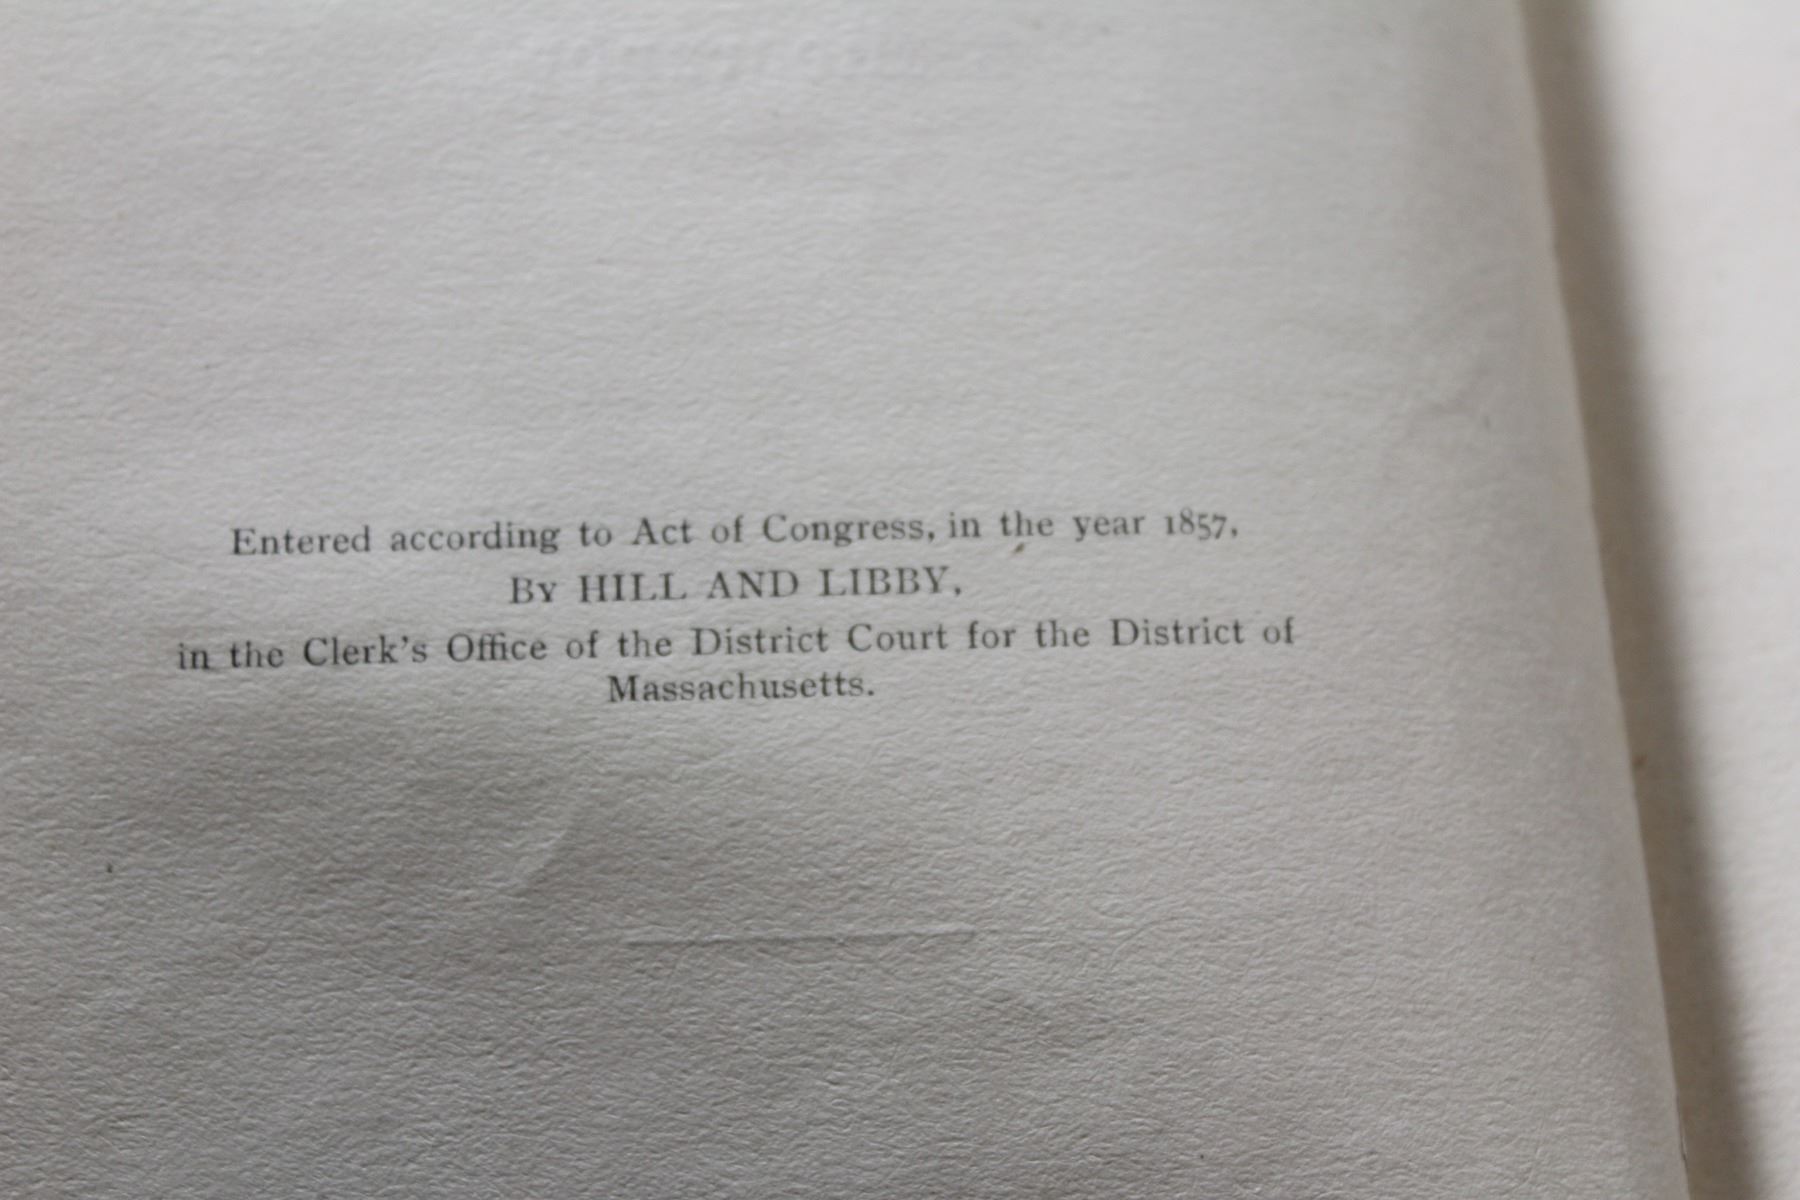 Entered according to Act of Congress, in the year 1857,
By HILL AND LIBBY,
in the Clerk's Office of the District Court for the District of
Massachusetts.